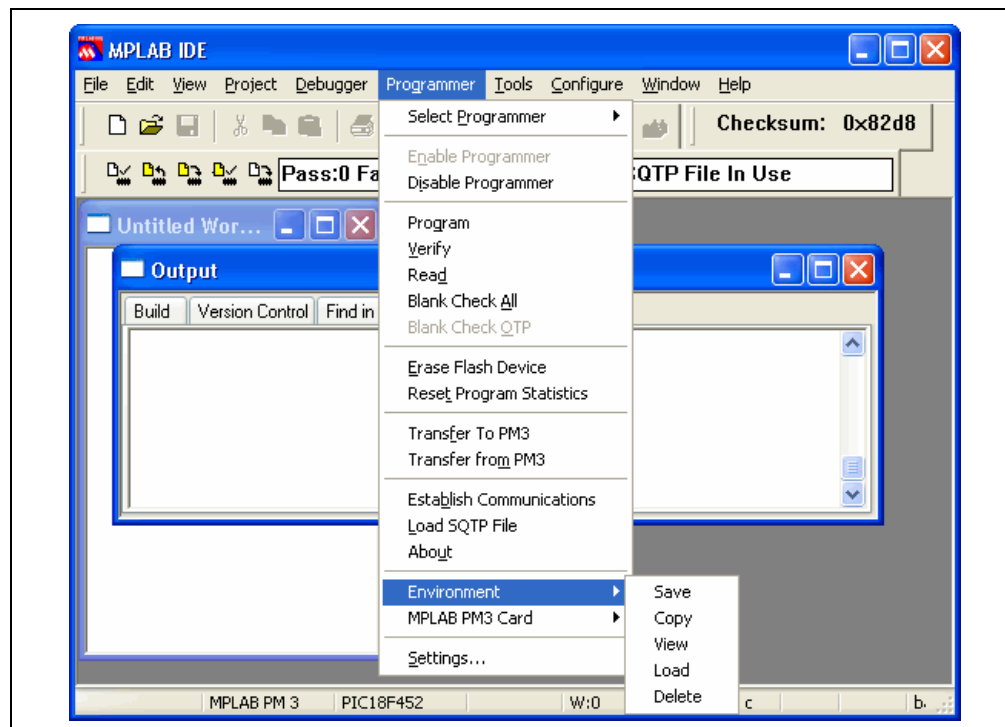 MPLAB IDE
File Edit View Project Debugger Programmer Tools Configure Window Help
Checksum: 0x82d8
Pass:0 Fa
SQTP File In Use
Untitled Wor...
Output
Build Version Control Find in
Select Programmer
Enable Programmer
Disable Programmer
Program
Verify
Read
Blank Check All
Blank Check OTP
Erase Flash Device
Reset Program Statistics
Transfer To PM3
Transfer from PM3
Establish Communications
Load SQTP File
About
Environment
MPLAB PM3 Card
Settings...
Save
Copy
View
Load
Delete
MPLAB PM 3 PIC18F452 W:0 c b